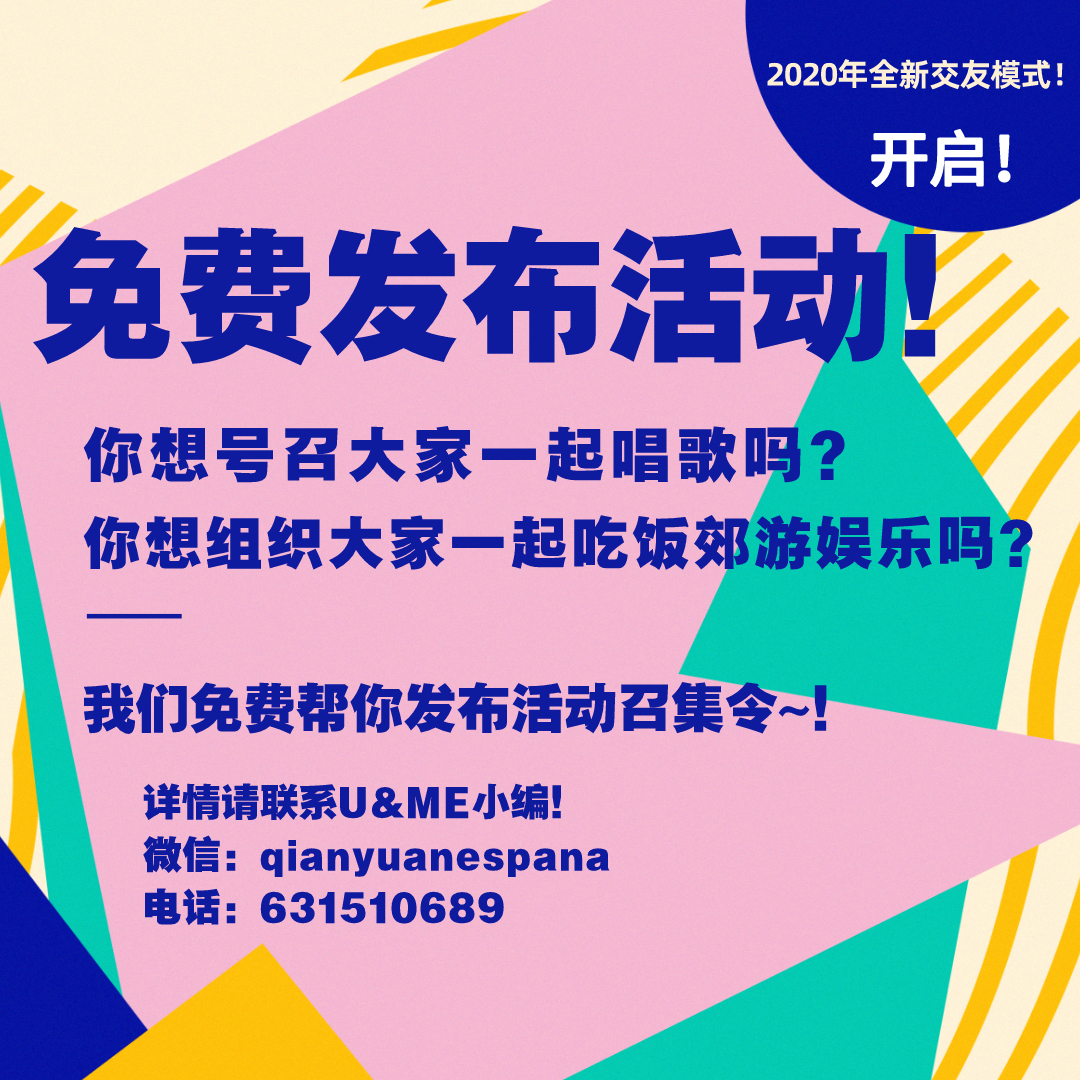 2020年全新交友模式!
开启!
免费发布活动!
你想号召大家一起唱歌吗?
你想组织大家一起吃饭郊游娱乐吗?
我们免费帮你发布活动召集令~!
详情请联系U&ME小编!
微信：qianyuanespana
电话：631510689